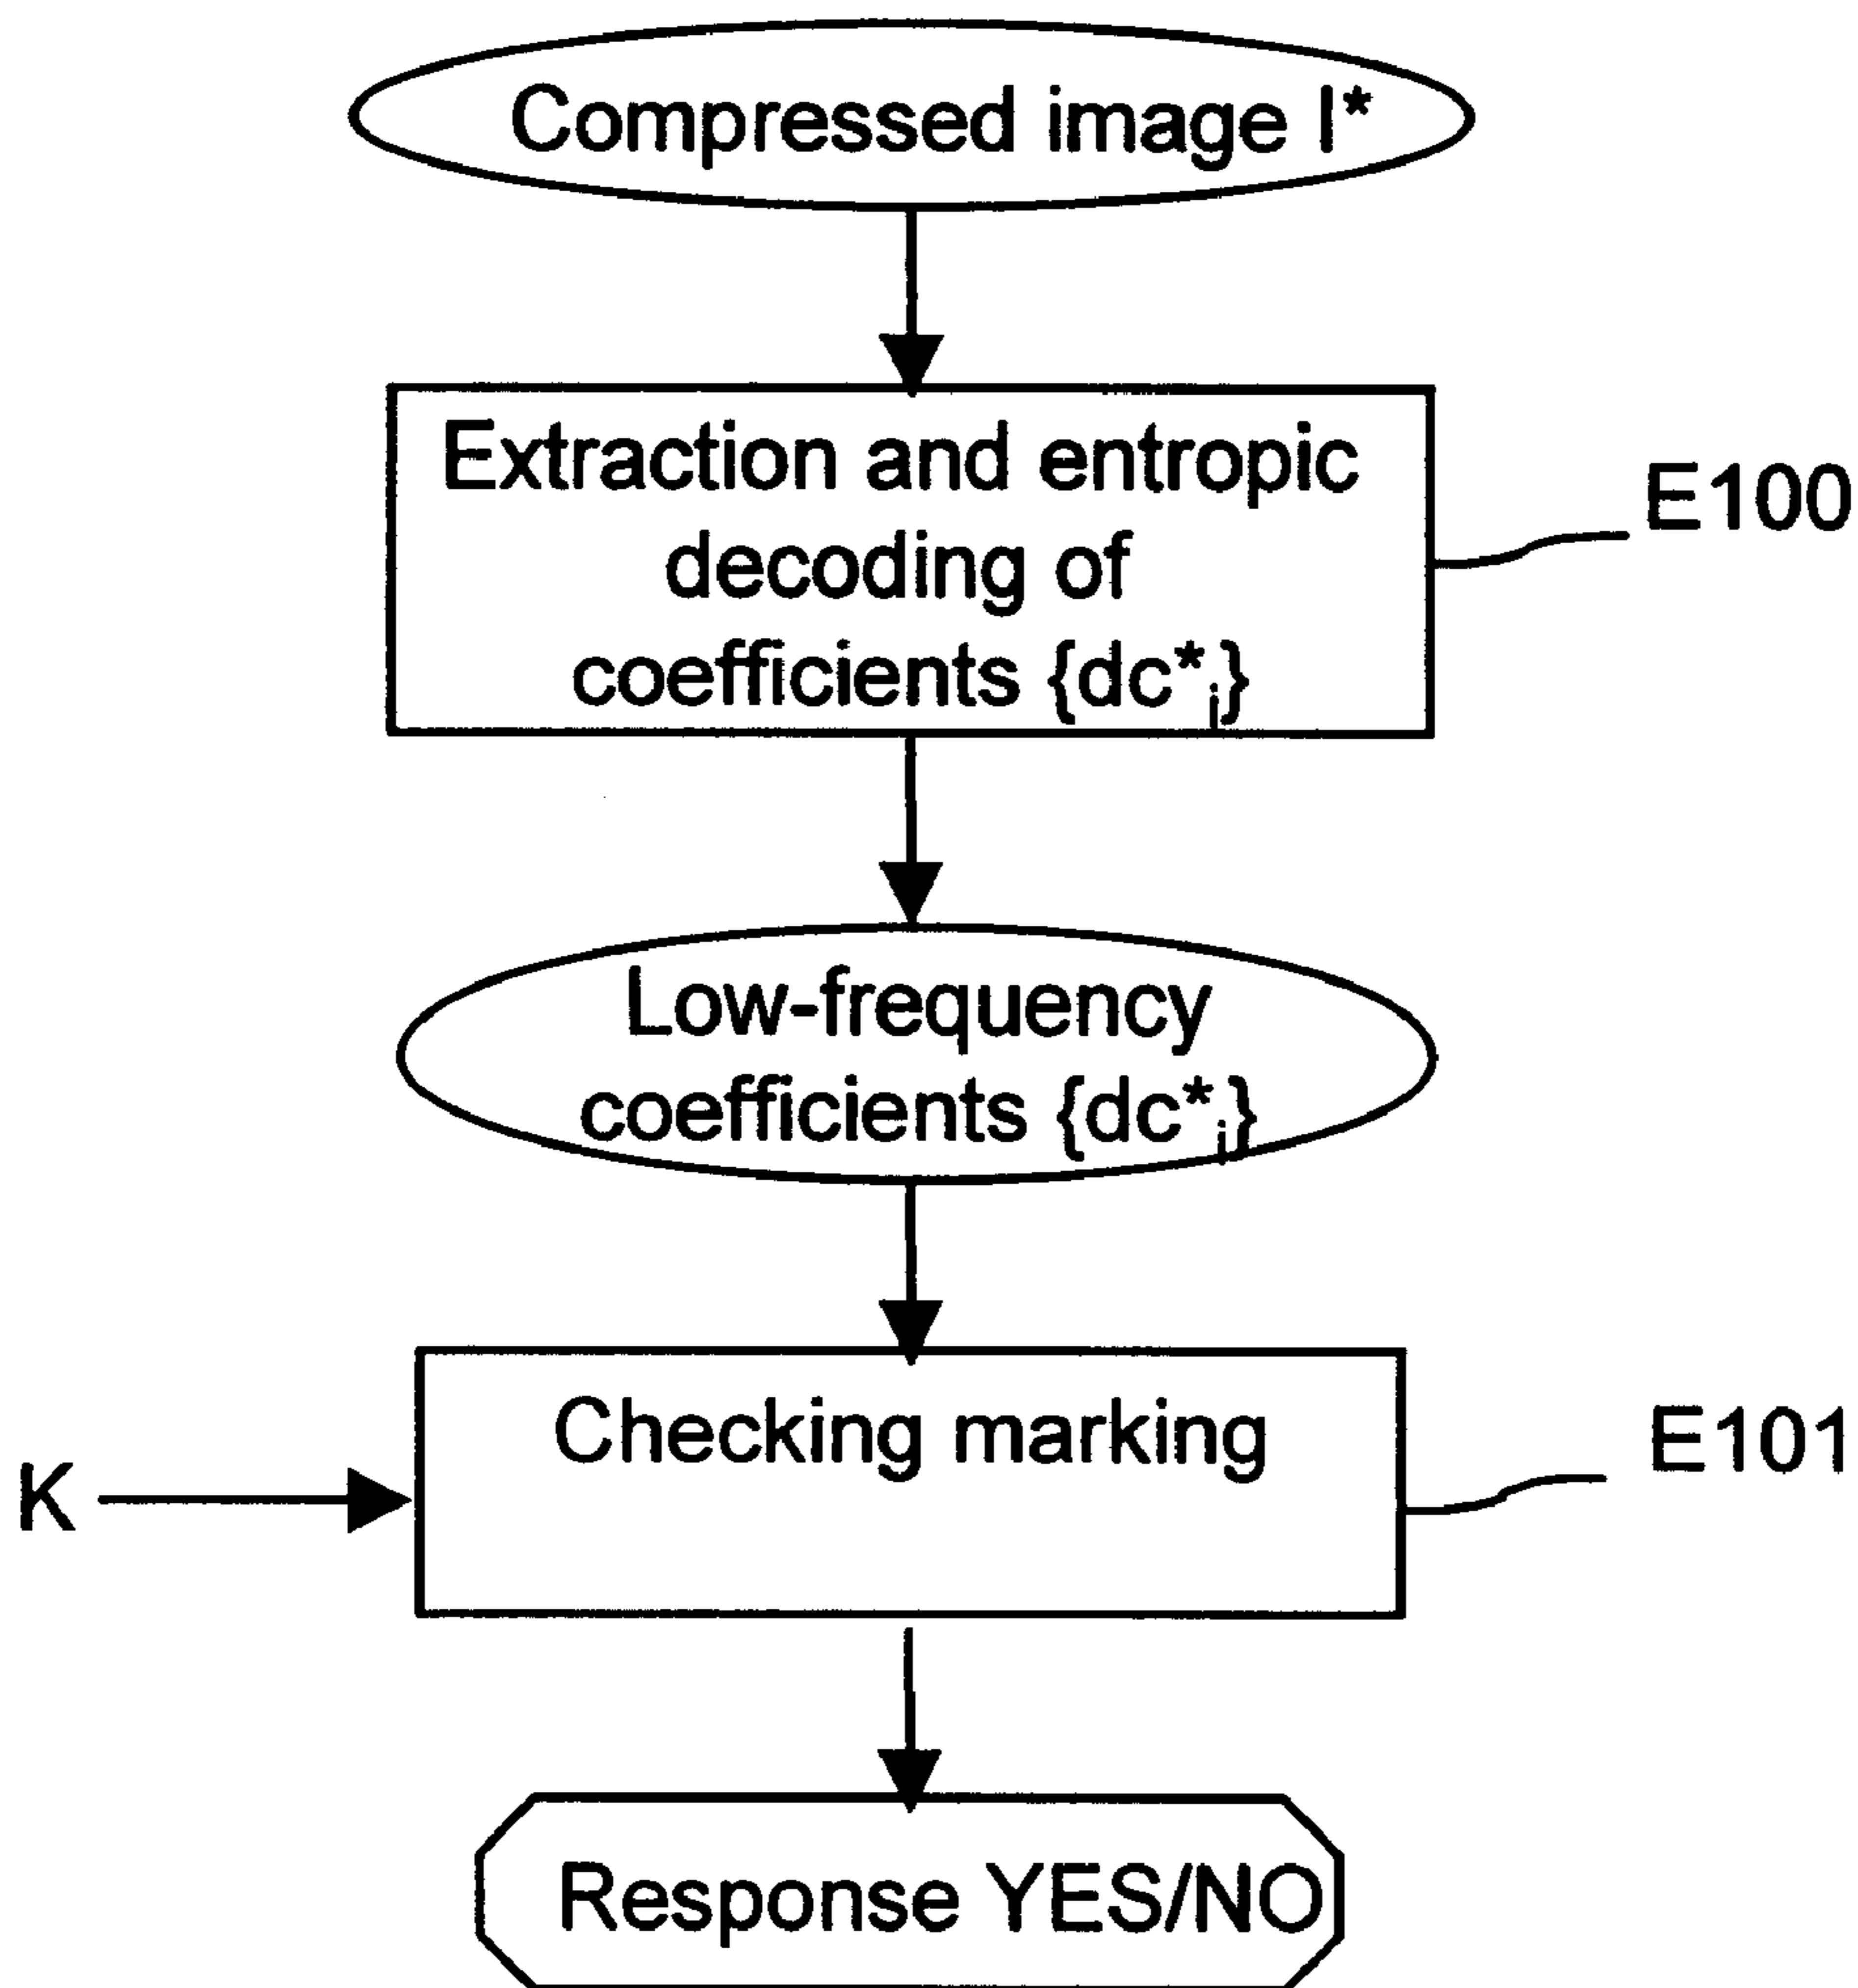 Compressed image I*
Extraction and entropic
decoding of
coefficients {dc*i}
E100
Low-frequency
coefficients {dc*i}
Checking marking
E101
K
Response YES/NO